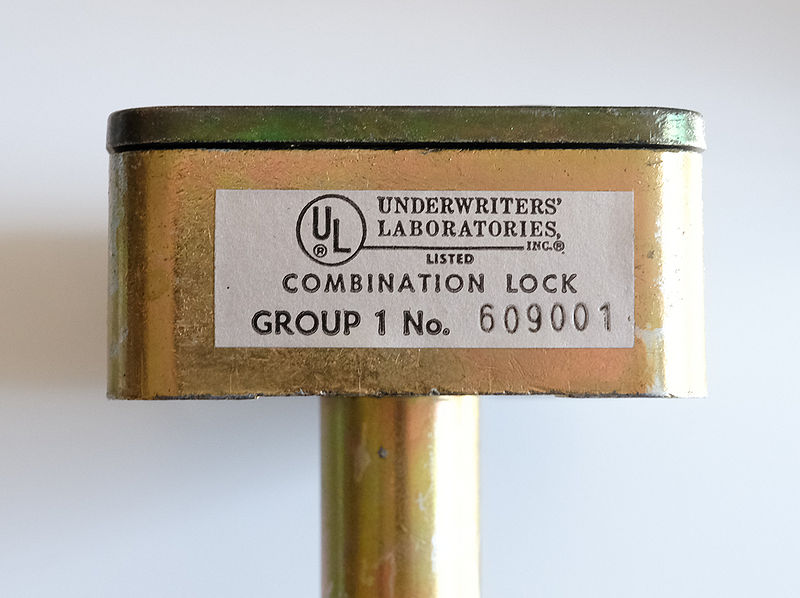 UL®
UNDERWRITERS'
LABORATORIES,
INC.®
LISTED
COMBINATION LOCK
GROUP 1 No. 609001